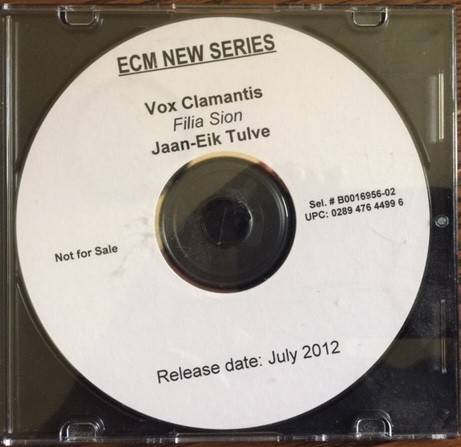 ECM NEW SERIES
Vox Clamantis
Filia Sion
Jaan-Eik Tulve
Sel. # B0016956-02
UPC: 0289 476 4499 6
Not for Sale
Release date: July 2012